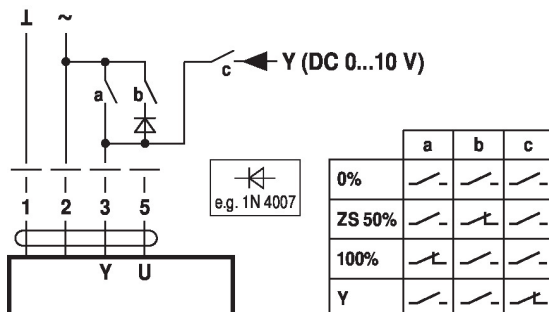 ⊥ ~
a b c Y (DC 0...10 V)
e.g. 1N 4007
1 2 3 5
Y U
a b c
0%
ZS 50%
100%
Y